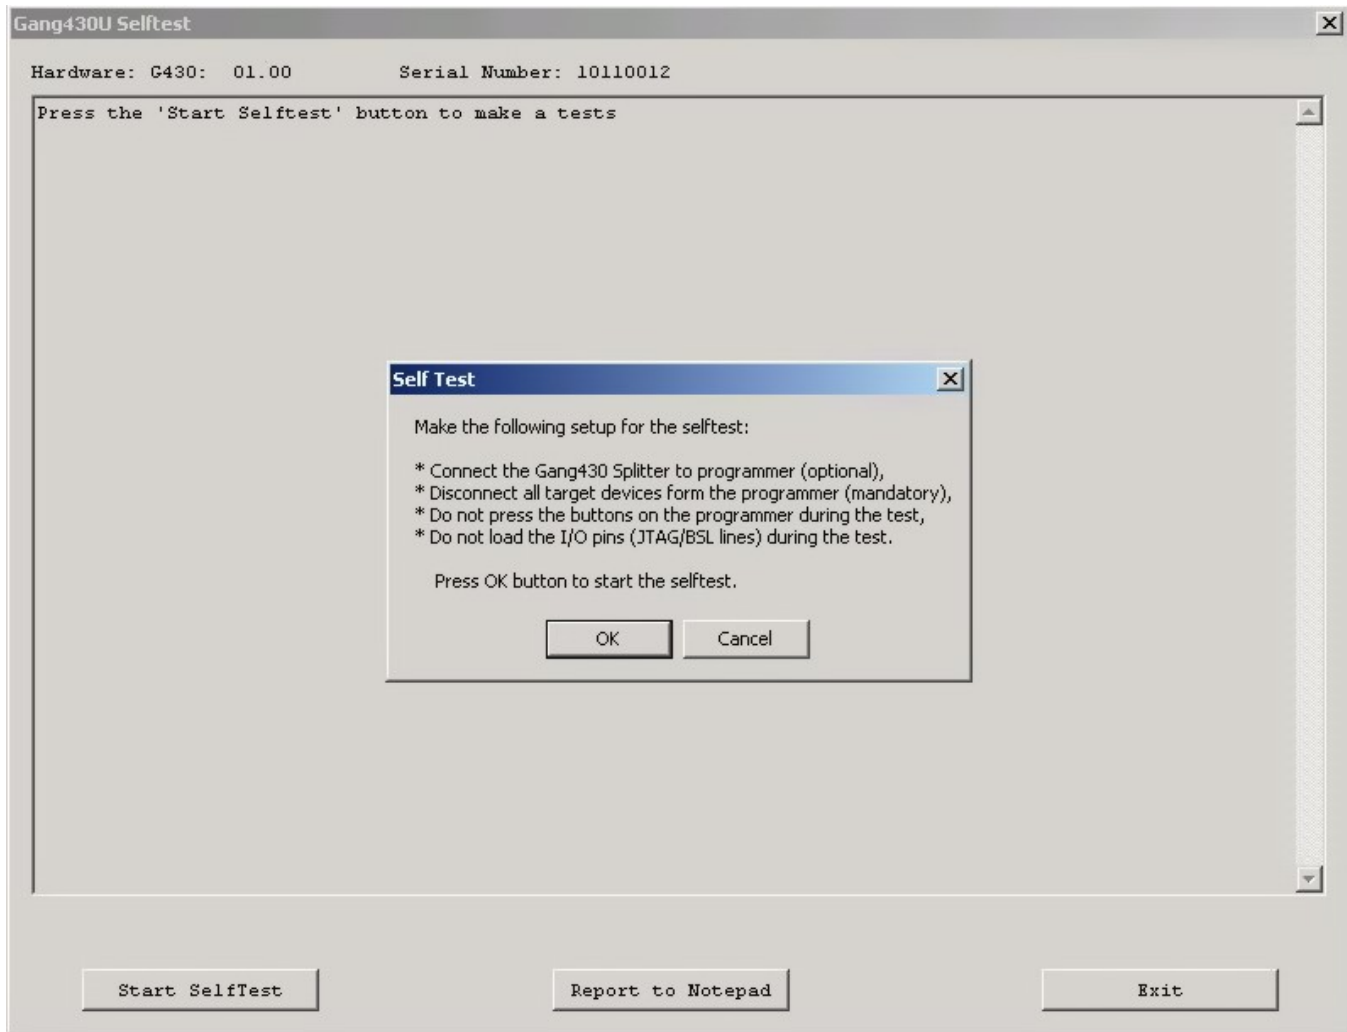 Gang430U Selftest
Hardware: G430:  01.00  Serial Number: 10110012
Press the 'Start Selftest' button to make a tests
Self Test
Make the following setup for the selftest:
* Connect the Gang430 Splitter to programmer (optional),
* Disconnect all target devices form the programmer (mandatory),
* Do not press the buttons on the programmer during the test,
* Do not load the I/O pins (JTAG/BSL lines) during the test.
Press OK button to start the selftest.
OK  Cancel
Start SelfTest  Report to Notepad  Exit